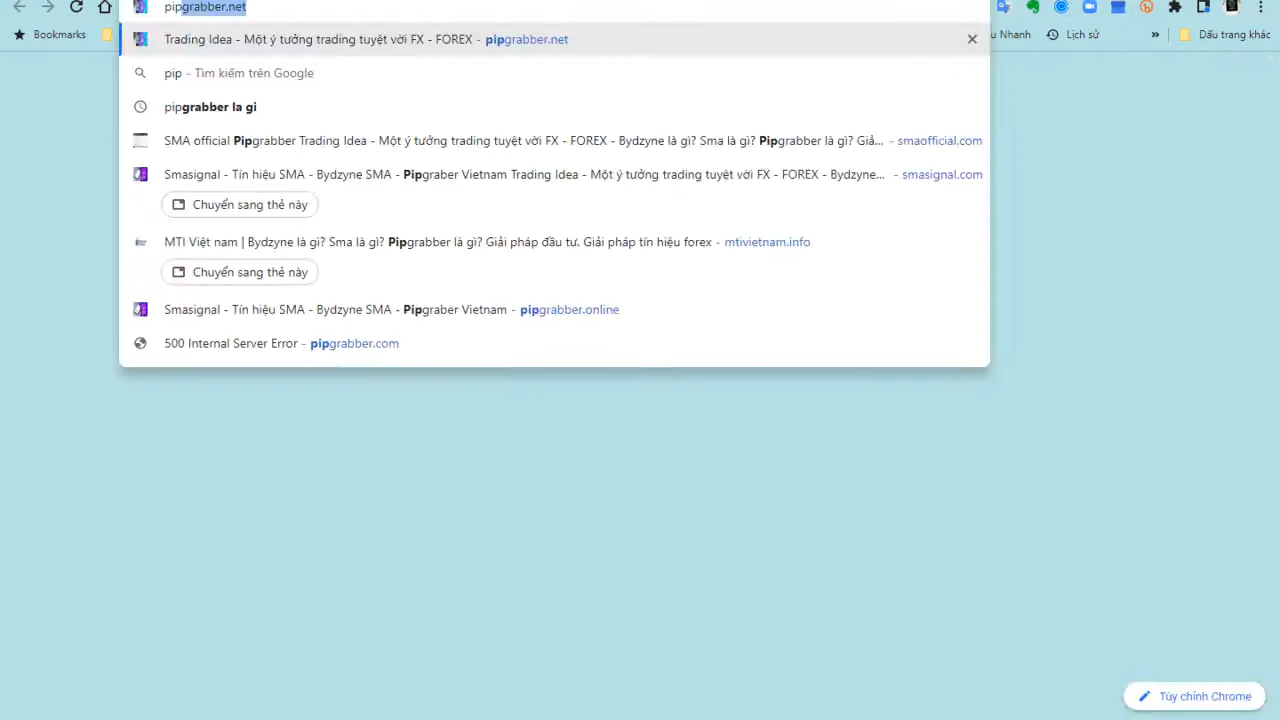 pipgrabber.net
Bookmarks
u Nhanh
Lịch sử
»
Dấu trang khác
Trading Idea - Một ý tưởng trading tuyệt vời FX - FOREX - pipgrabber.net
pip - Tìm kiếm trên Google
pipgrabber la gi
SMA official Pipgrabber Trading Idea - Một ý tưởng trading tuyệt vời FX - FOREX - Bydzyne là gì? Sma là gì? Pipgrabber là gì? Giả... - smaofficial.com
Smasignal - Tín hiệu SMA - Bydzyne SMA - Pipgraber Vietnam Trading Idea - Một ý tưởng trading tuyệt vời FX - FOREX - Bydzyne... - smasignal.com
Chuyển sang thẻ này
MTI Việt nam | Bydzyne là gì? Sma là gì? Pipgrabber là gì? Giải pháp đầu tư. Giải pháp tín hiệu forex - mtivietnam.info
Chuyển sang thẻ này
Smasignal - Tín hiệu SMA - Bydzyne SMA - Pipgraber Vietnam - pipgrabber.online
500 Internal Server Error - pipgrabber.com
Tùy chỉnh Chrome